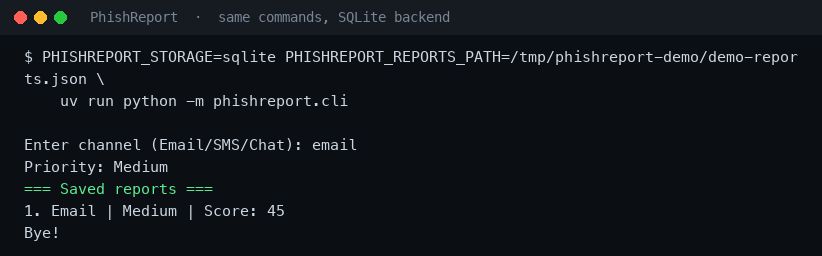 PhishReport · same commands, SQLite backend
$ PHISHREPORT_STORAGE=sqlite PHISHREPORT_REPORTS_PATH=/tmp/phishreport-demo/demo-repor
ts.json \
    uv run python -m phishreport.cli
Enter channel (Email/SMS/Chat): email
Priority: Medium
=== Saved reports ===
1. Email | Medium | Score: 45
Bye!